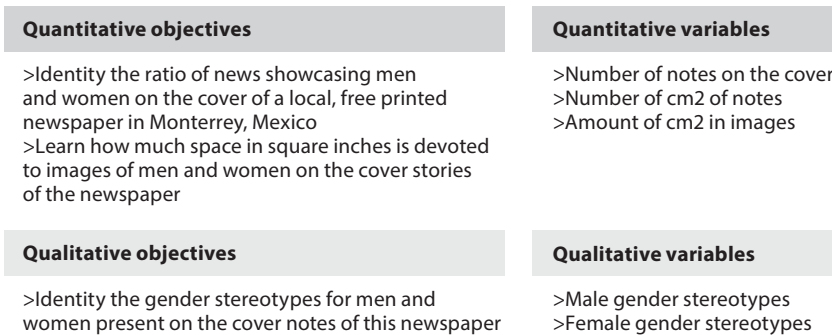 Quantitative objectives
>Identity the ratio of news showcasing men
and women on the cover of a local, free printed
newspaper in Monterrey, Mexico
>Learn how much space in square inches is devoted
to images of men and women on the cover stories
of the newspaper
Quantitative variables
>Number of notes on the cover
>Number of cm2 of notes
>Amount of cm2 in images
Qualitative objectives
>Identity the gender stereotypes for men and
women present on the cover notes of this newspaper
Qualitative variables
>Male gender stereotypes
>Female gender stereotypes